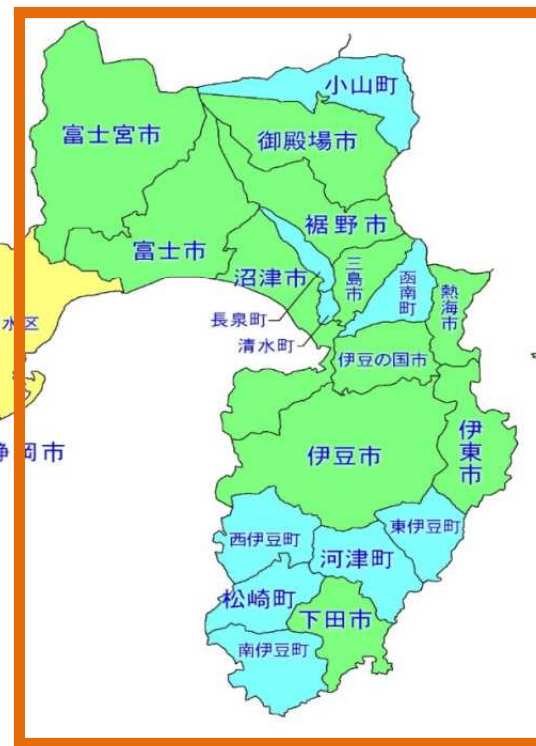 小山町
富士宮市
御殿場市
裾野市
富士市
沼津市
三島市
函南町
熱海市
長泉町
水区
清水町
伊豆の国市
伊東市
静岡市
伊豆市
東伊豆町
西伊豆町
河津町
松崎町
下田市
南伊豆町